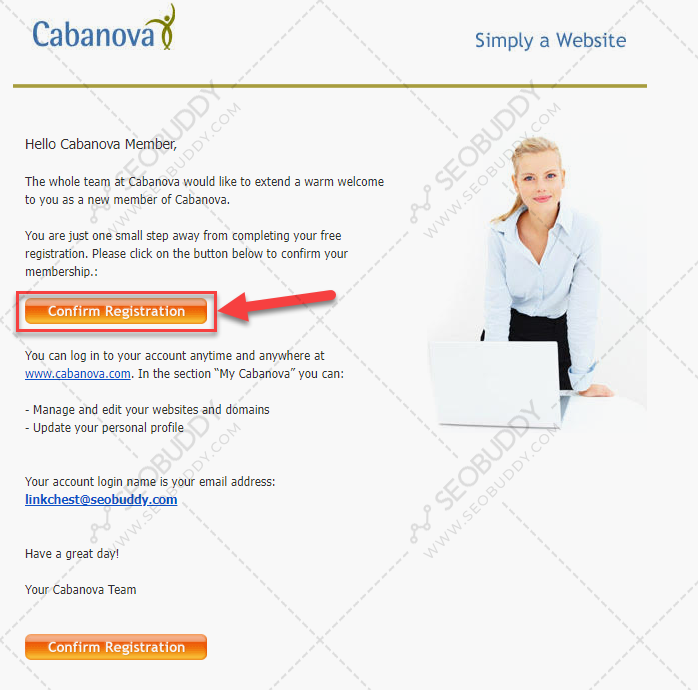 Cabanova
Simply a Website
Hello Cabanova Member,
The whole team at Cabanova would like to extend a warm welcome
to you as a new member of Cabanova.
You are just one small step away from completing your free
registration. Please click on the button below to confirm your
membership.:
Confirm Registration
You can log in to your account anytime and anywhere at
www.cabanova.com. In the section “My Cabanova” you can:
- Manage and edit your websites and domains
- Update your personal profile
Your account login name is your email address:
linkchest@seobuddy.com
Have a great day!
Your Cabanova Team
Confirm Registration
SEOBUDDY
WWW.SEOBUDDY.COM
SEOBUDDY
WWW.SEOBUDDY.COM
SEOBUDDY
WWW.SEOBUDDY.COM
SEOBUDDY
WWW.SEOBUDDY.COM